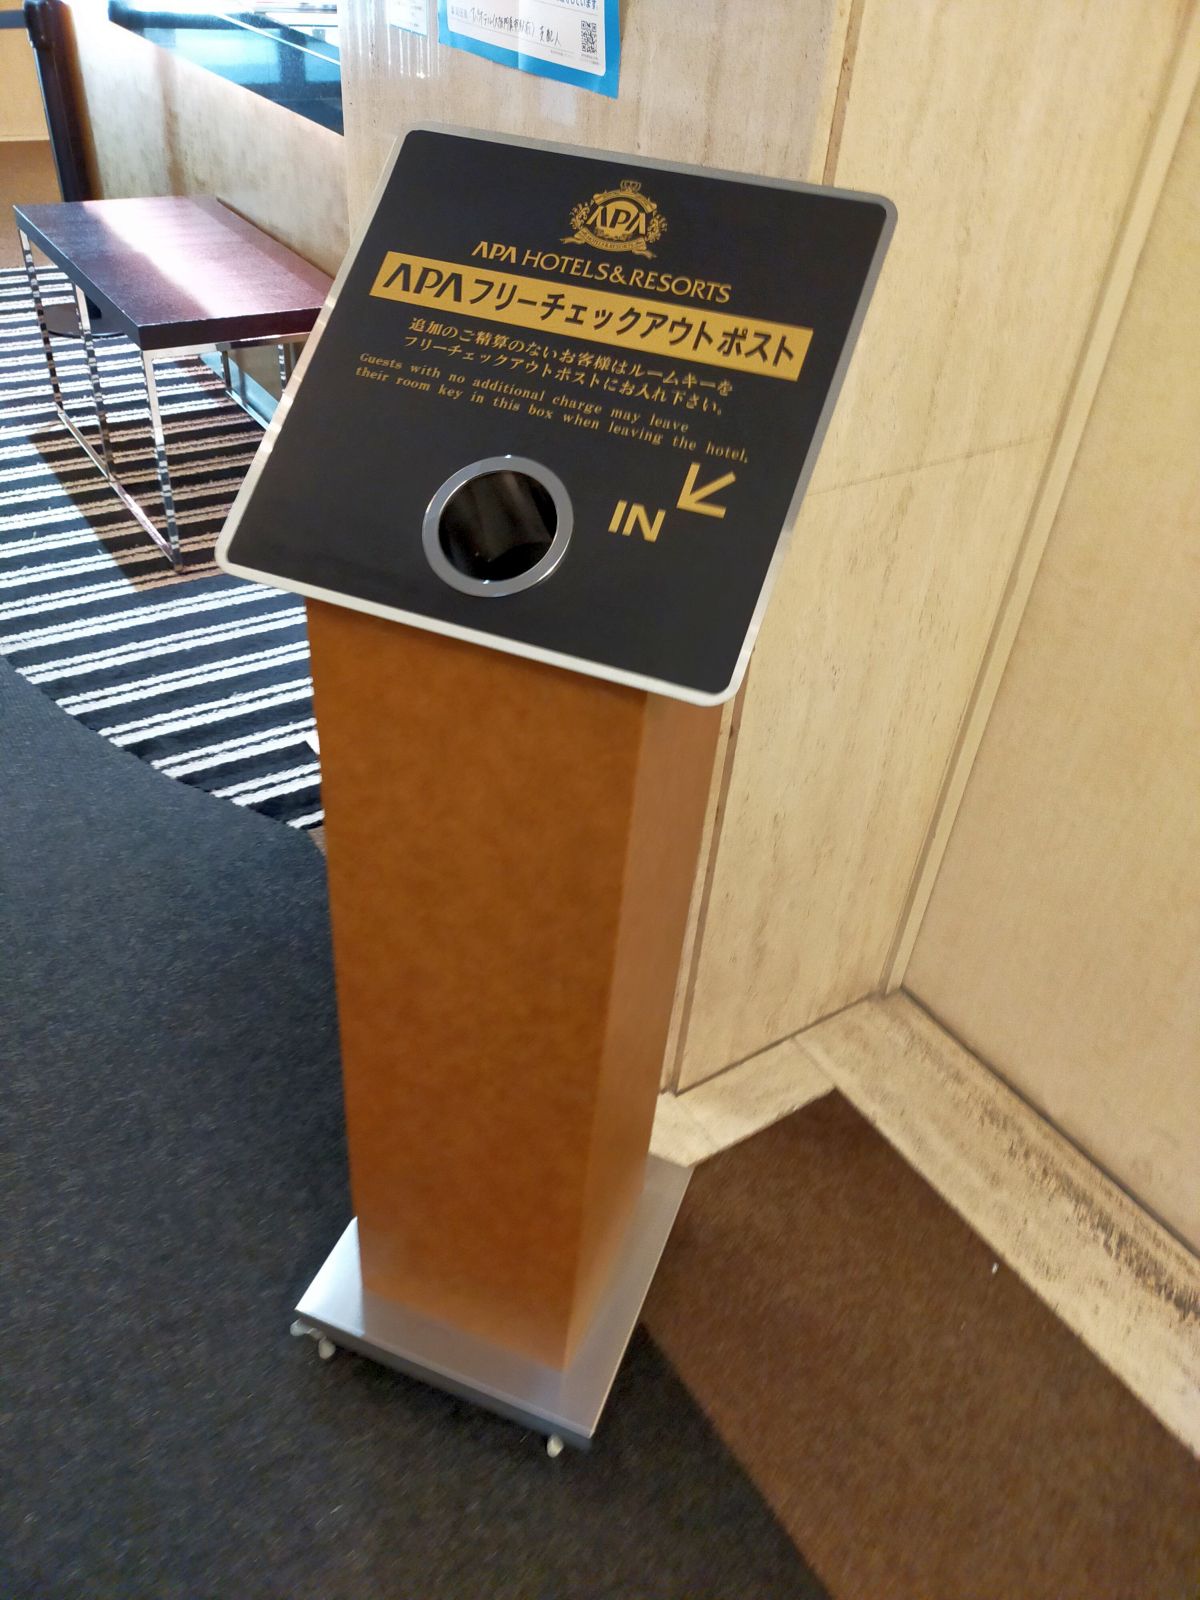 APA
HOTELS&RESORTS
APA HOTELS&RESORTS
APAフリーチェックアウトポスト
追加のご精算のないお客様はルームキーを
フリーチェックアウトポストにお入れ下さい。
Guests with no additional charge may leave
their room key in this box when leaving the hotel.
IN